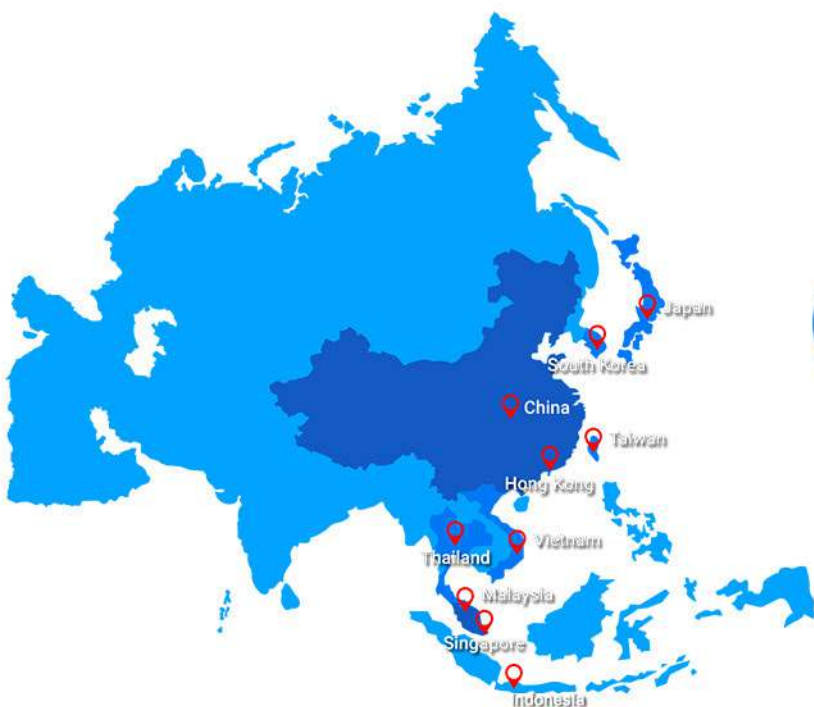 Japan
South Korea
China
Taiwan
Hong Kong
Vietnam
Thailand
Malaysia
Singapore
Indonesia